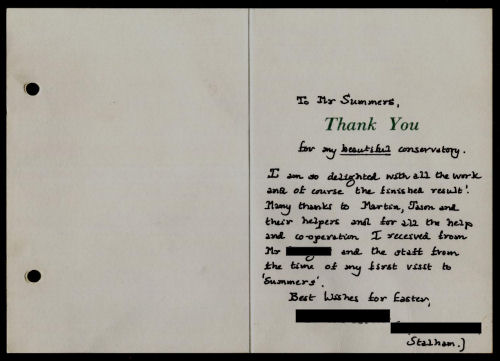 To Mr Summers,
Thank You
for my beautiful conservatory.
I am so delighted with all the work
and of course the finished result'.
Many thanks to Martin, Jason and
their helpers and for all the help
and co-operation I received from
Mr and the staff from
the time of my first visit to
'Summers'.
Best Wishes for Easter,
Stalham.]